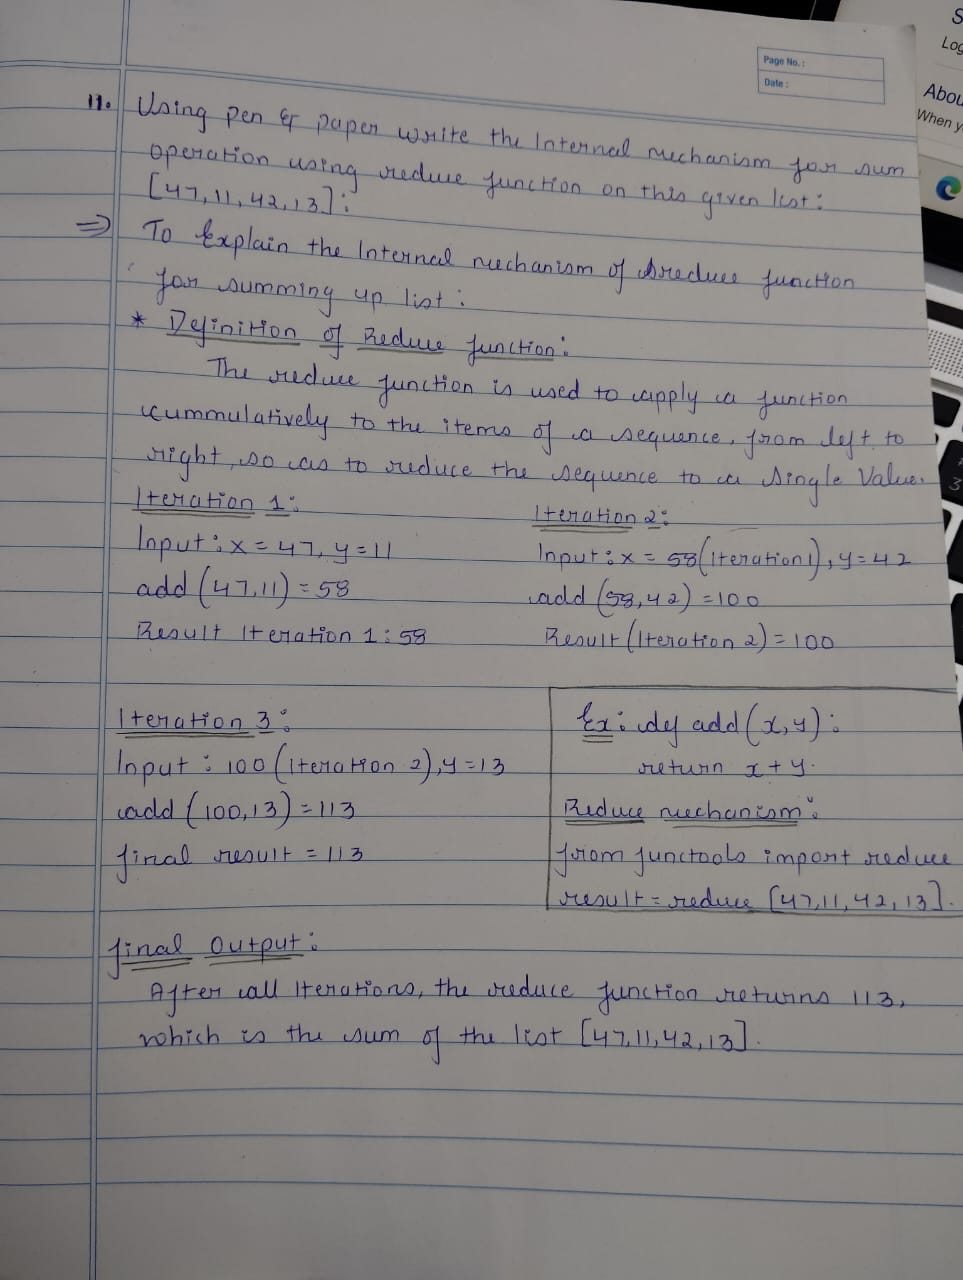 Page No. :
Date :
11. Using pen & paper write the Internal mechanism for sum
operation using reduce function on this given list:
[47,11,42,13]:
⇒ To Explain the Internal mechanism of reduce function
for summing up list:
* Definition of Reduce function:
The reduce function is used to apply a function
cummulatively to the items of a sequence, from left to
right, so as to reduce the sequence to a Single Value.
Iteration 1:
Input: x = 47, y = 11
add (47,11) = 58
Result Iteration 1: 58
Iteration 2:
Input: x = 58 (Iteration 1), y = 42
add (58,42) = 100
Result (Iteration 2) = 100
Iteration 3:
Input : 100 (Iteration 2), y = 13
add (100,13) = 113
final result = 113
Ex: def add (x,y):
return x + y.
Reduce mechanism:
from functools import reduce
result = reduce [47,11,42,13].
final Output:
After all Iterations, the reduce function returns 113,
which is the sum of the list [47,11,42,13].
S
Log
Abou
When y
3